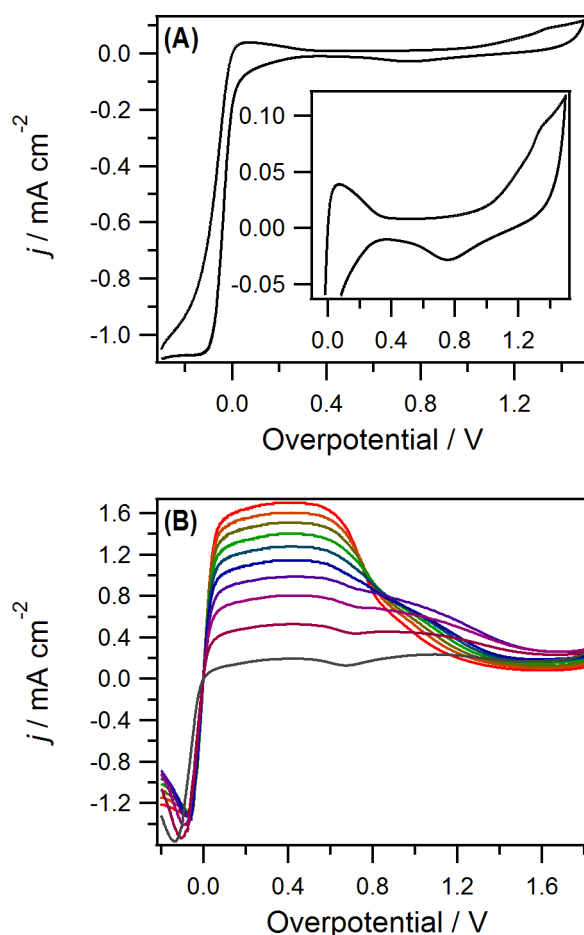 (A)
0.0
-0.2
-0.4
-0.6
-0.8
-1.0
j / mA cm⁻²
0.10
0.05
0.00
-0.05
0.0 0.4 0.8 1.2
0.0 0.4 0.8 1.2
Overpotential / V
(B)
1.6
1.2
0.8
0.4
0.0
-0.4
-0.8
-1.2
j / mA cm⁻²
0.0 0.4 0.8 1.2 1.6
Overpotential / V